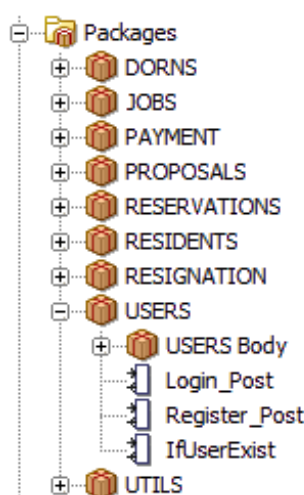 Packages
DORNS
JOBS
PAYMENT
PROPOSALS
RESERVATIONS
RESIDENTS
RESIGNATION
USERS
USERS Body
Login_Post
Register_Post
IfUserExist
UTILS